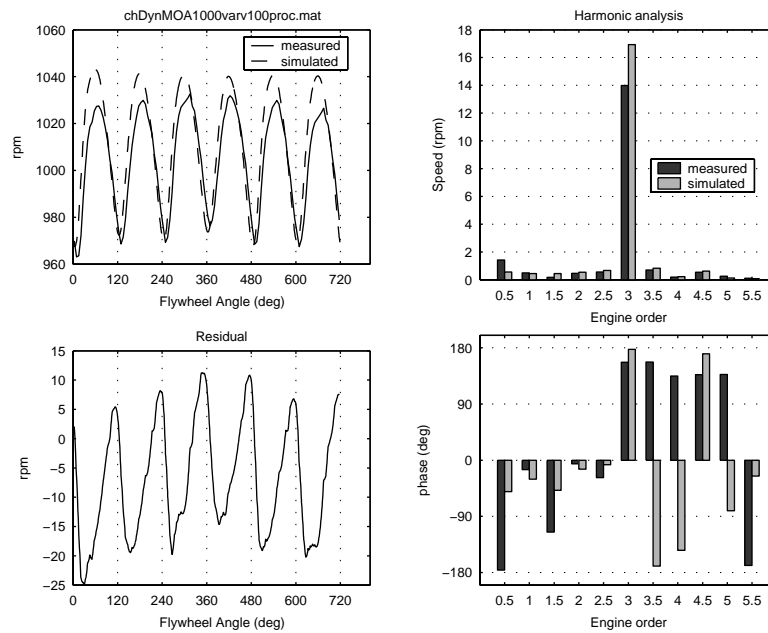 chDynMOA1000varv100proc.mat
1060
1040
1020
1000
980
960
rpm
measured
simulated
0 120 240 360 480 600 720
Flywheel Angle (deg)
Harmonic analysis
18
16
14
12
10
8
6
4
2
0
Speed (rpm)
measured
simulated
0.5 1 1.5 2 2.5 3 3.5 4 4.5 5 5.5
Engine order
Residual
15
10
5
0
−5
−10
−15
−20
−25
rpm
0 120 240 360 480 600 720
Flywheel Angle (deg)
180
90
0
−90
−180
phase (deg)
0.5 1 1.5 2 2.5 3 3.5 4 4.5 5 5.5
Engine order